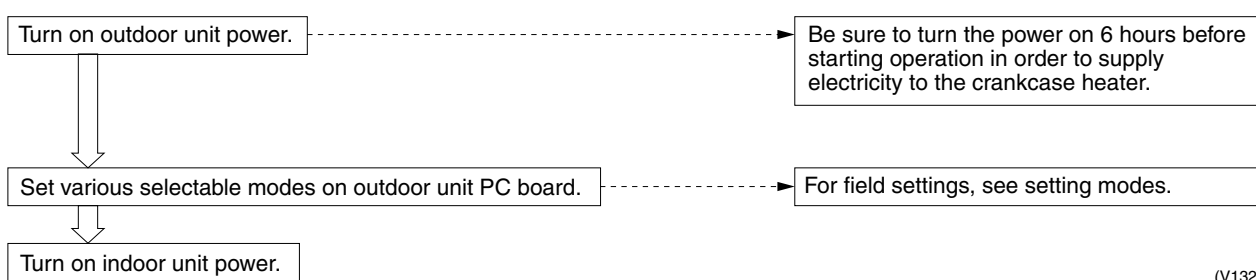 Turn on outdoor unit power.
Be sure to turn the power on 6 hours before
starting operation in order to supply
electricity to the crankcase heater.
Set various selectable modes on outdoor unit PC board.
For field settings, see setting modes.
Turn on indoor unit power.
(V132